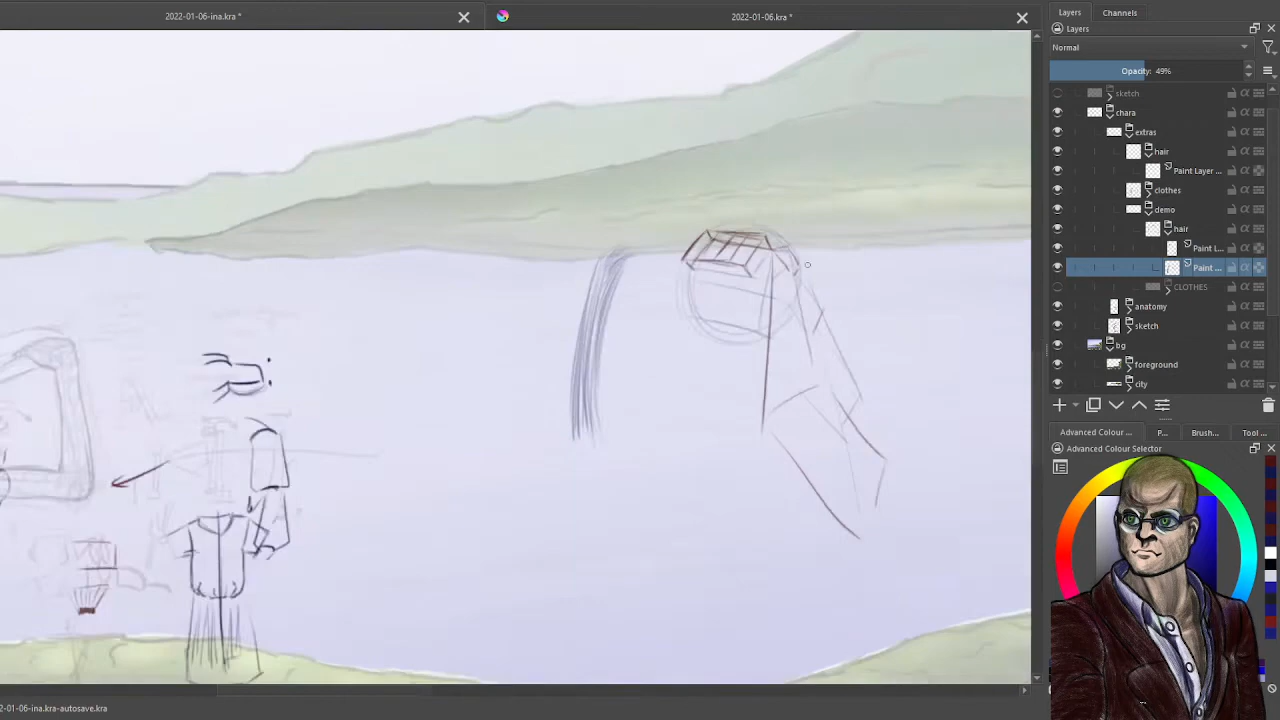 2022-01-06-ina.kra *
2022-01-06.kra *
Layers
Channels
Layers
Normal
Opacity: 49%
sketch
chara
extras
hair
Paint Layer ...
clothes
demo
hair
Paint L...
Paint ...
CLOTHES
anatomy
sketch
bg
foreground
city
Advanced Colour ...
P...
Brush...
Tool ...
Advanced Colour Selector
2-01-06-ina.kra-autosave.kra